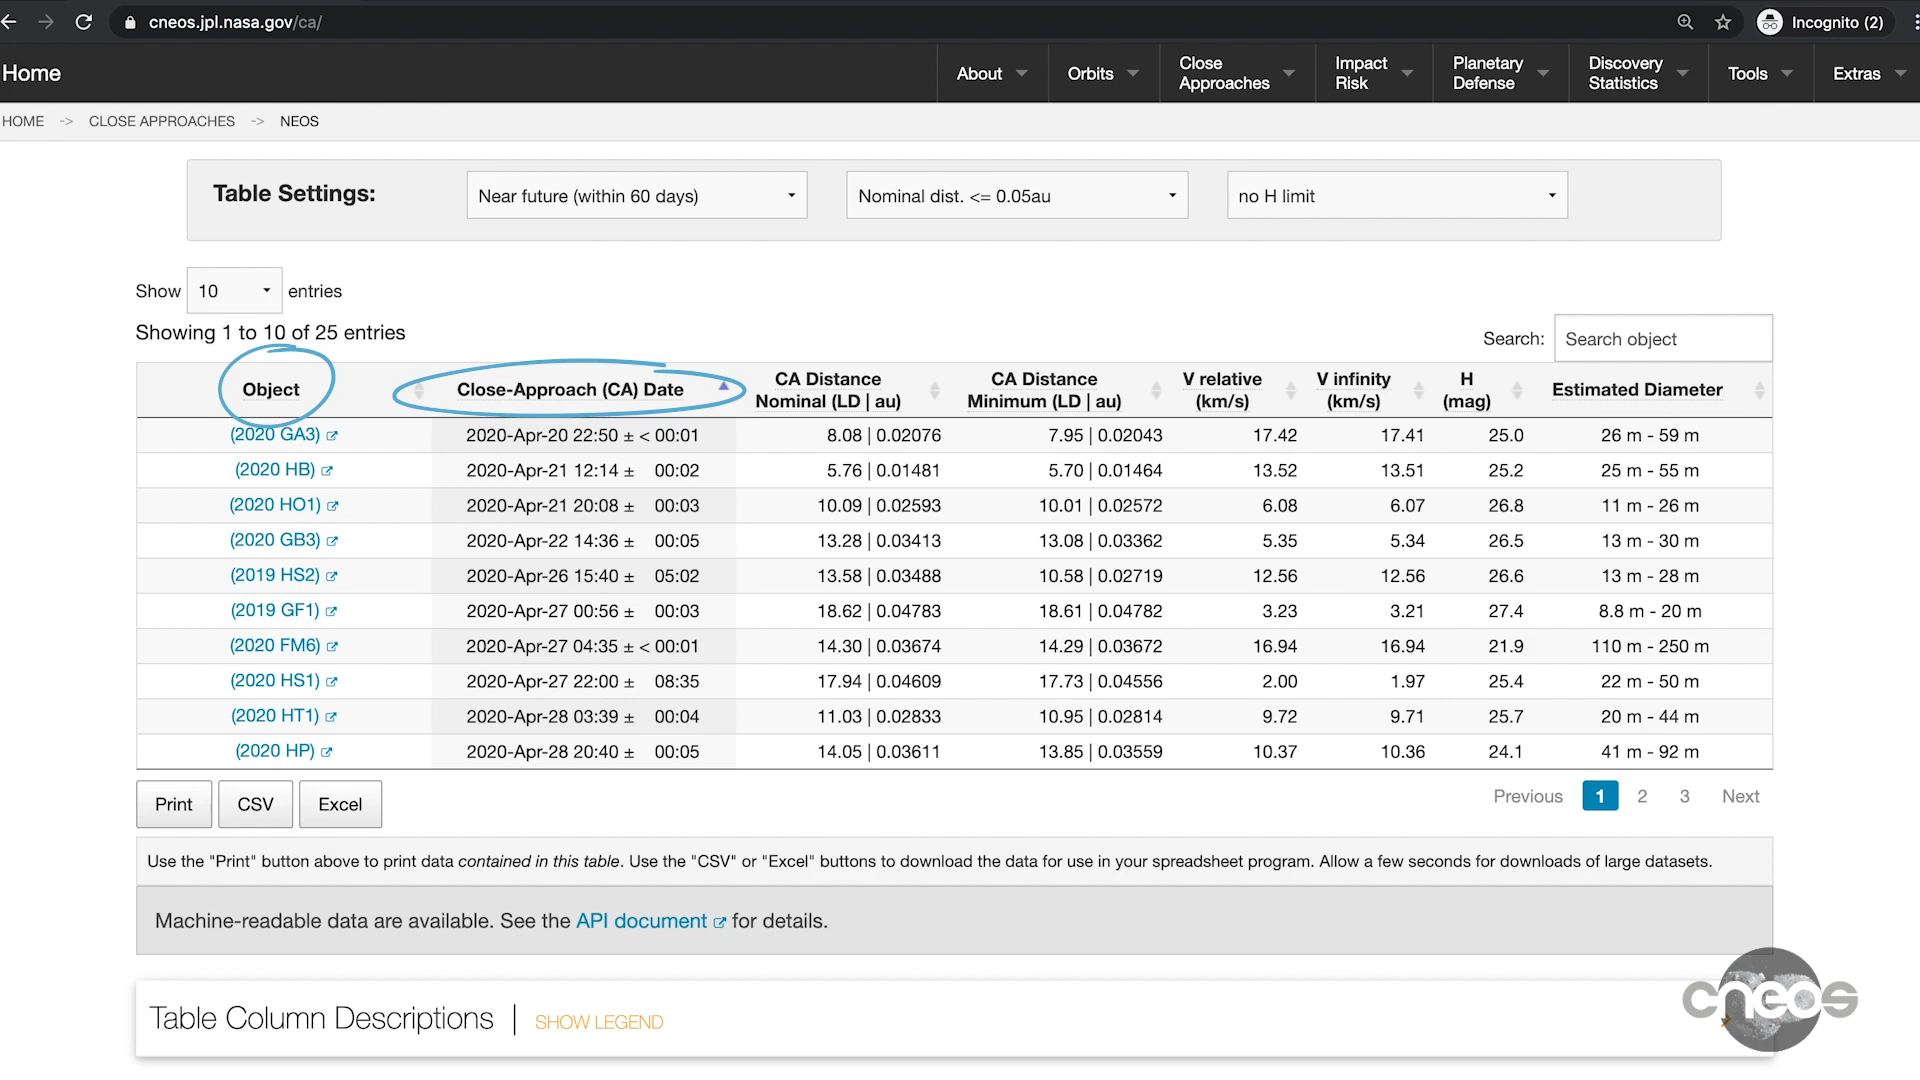 cneos.jpl.nasa.gov/ca/
Incognito (2)
Home
About
Orbits
Close Approaches
Impact Risk
Planetary Defense
Discovery Statistics
Tools
Extras
HOME -> CLOSE APPROACHES -> NEOS
Table Settings:
Near future (within 60 days)
Nominal dist. <= 0.05au
no H limit
Show 10 entries
Showing 1 to 10 of 25 entries
Search: Search object
Object
Close-Approach (CA) Date
CA Distance Nominal (LD | au)
CA Distance Minimum (LD | au)
V relative (km/s)
V infinity (km/s)
H (mag)
Estimated Diameter
(2020 GA3) 2020-Apr-20 22:50 ± < 00:01 8.08 | 0.02076 7.95 | 0.02043 17.42 17.41 25.0 26 m - 59 m
(2020 HB) 2020-Apr-21 12:14 ± 00:02 5.76 | 0.01481 5.70 | 0.01464 13.52 13.51 25.2 25 m - 55 m
(2020 HO1) 2020-Apr-21 20:08 ± 00:03 10.09 | 0.02593 10.01 | 0.02572 6.08 6.07 26.8 11 m - 26 m
(2020 GB3) 2020-Apr-22 14:36 ± 00:05 13.28 | 0.03413 13.08 | 0.03362 5.35 5.34 26.5 13 m - 30 m
(2019 HS2) 2020-Apr-26 15:40 ± 05:02 13.58 | 0.03488 10.58 | 0.02719 12.56 12.56 26.6 13 m - 28 m
(2019 GF1) 2020-Apr-27 00:56 ± 00:03 18.62 | 0.04783 18.61 | 0.04782 3.23 3.21 27.4 8.8 m - 20 m
(2020 FM6) 2020-Apr-27 04:35 ± < 00:01 14.30 | 0.03674 14.29 | 0.03672 16.94 16.94 21.9 110 m - 250 m
(2020 HS1) 2020-Apr-27 22:00 ± 08:35 17.94 | 0.04609 17.73 | 0.04556 2.00 1.97 25.4 22 m - 50 m
(2020 HT1) 2020-Apr-28 03:39 ± 00:04 11.03 | 0.02833 10.95 | 0.02814 9.72 9.71 25.7 20 m - 44 m
(2020 HP) 2020-Apr-28 20:40 ± 00:05 14.05 | 0.03611 13.85 | 0.03559 10.37 10.36 24.1 41 m - 92 m
Print CSV Excel
Previous 1 2 3 Next
Use the "Print" button above to print data contained in this table. Use the "CSV" or "Excel" buttons to download the data for use in your spreadsheet program. Allow a few seconds for downloads of large datasets.
Machine-readable data are available. See the API document for details.
Table Column Descriptions | SHOW LEGEND
cneos